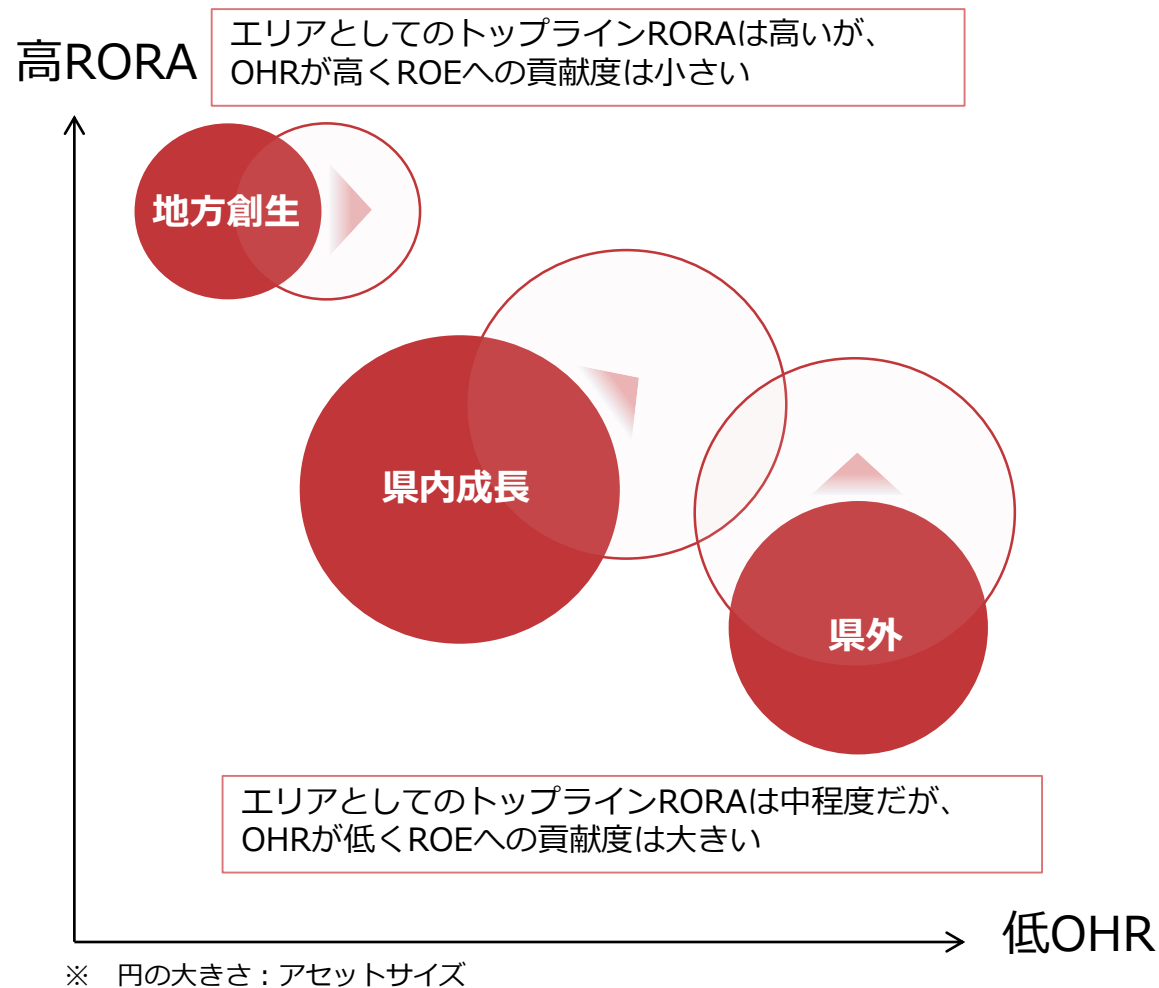 高RORA
エリアとしてのトップラインRORAは高いが、
OHRが高くROEへの貢献度は小さい
地方創生
県内成長
県外
エリアとしてのトップラインRORAは中程度だが、
OHRが低くROEへの貢献度は大きい
低OHR
※　円の大きさ：アセットサイズ